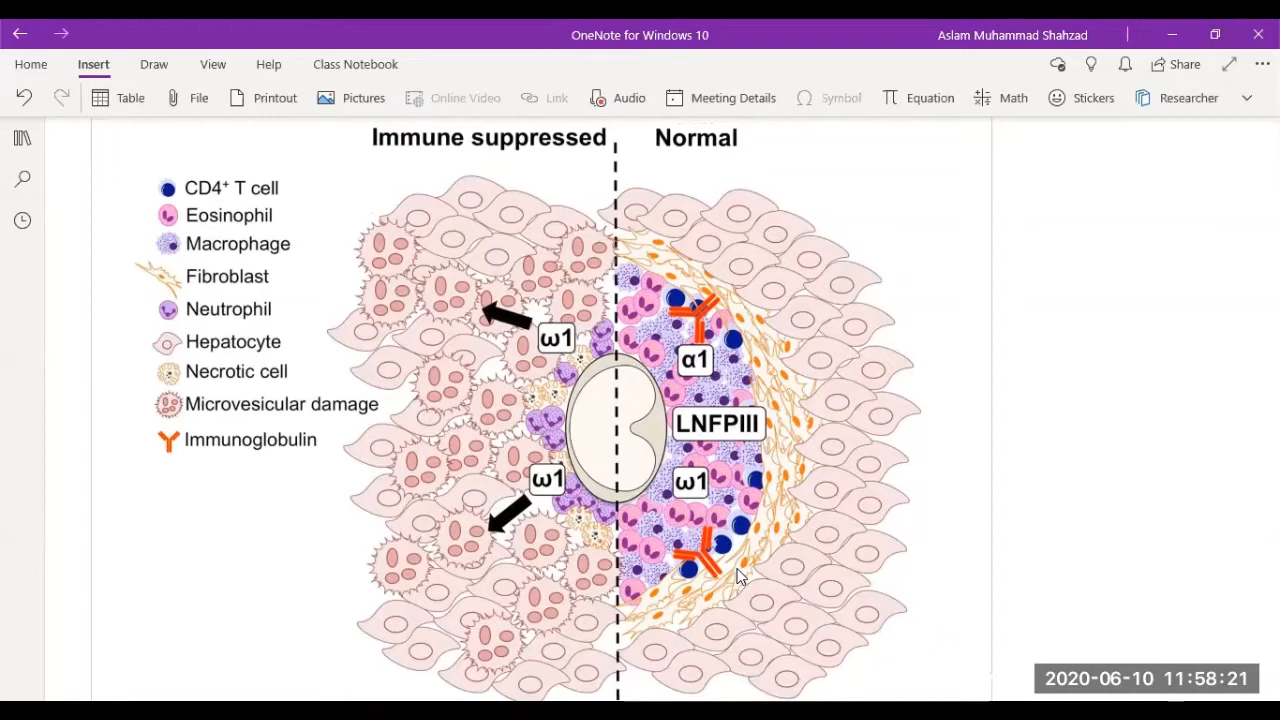 OneNote for Windows 10
Aslam Muhammad Shahzad
Home Insert Draw View Help Class Notebook
Share
Table File Printout Pictures Online Video Link Audio Meeting Details Symbol Equation Math Stickers Researcher
Immune suppressed Normal
CD4⁺ T cell
Eosinophil
Macrophage
Fibroblast
Neutrophil
Hepatocyte
Necrotic cell
Microvesicular damage
Immunoglobulin
ω1
ω1
α1
LNFPIII
ω1
2020-06-10 11:58:21